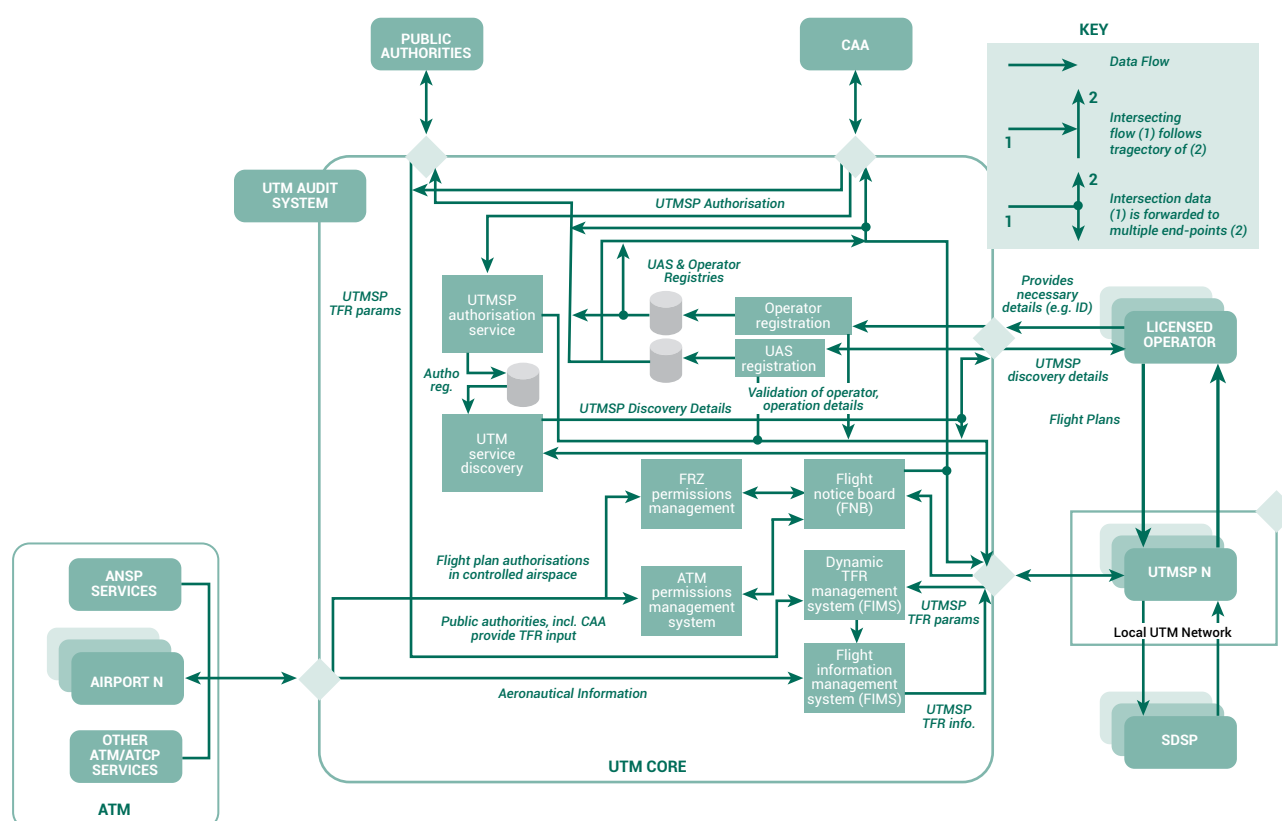 PUBLIC
AUTHORITIES
CAA
KEY
Data Flow
2
1
Intersecting
flow (1) follows
tragectory of (2)
2
1
Intersection data
(1) is forwarded to
multiple end-points (2)
UTM AUDIT
SYSTEM
UTMSP Authorisation
UTMSP
TFR params
UAS & Operator
Registries
UTMSP
authorisation
service
Operator
registration
UAS
registration
Provides
necessary
details (e.g. ID)
LICENSED
OPERATOR
UTMSP
discovery details
Autho
reg.
Validation of operator,
operation details
UTMSP Discovery Details
Flight Plans
UTM
service
discovery
FRZ
permissions
management
Flight
notice board
(FNB)
Flight plan authorisations
in controlled airspace
ATM
permissions
management
system
Dynamic
TFR
management
system (FIMS)
UTMSP
TFR params
Public authorities, incl. CAA
provide TFR input
Flight
information
management
system (FIMS)
Aeronautical Information
UTMSP
TFR info.
UTMSP N
Local UTM Network
SDSP
ANSP
SERVICES
AIRPORT N
OTHER
ATM/ATCP
SERVICES
ATM
UTM CORE